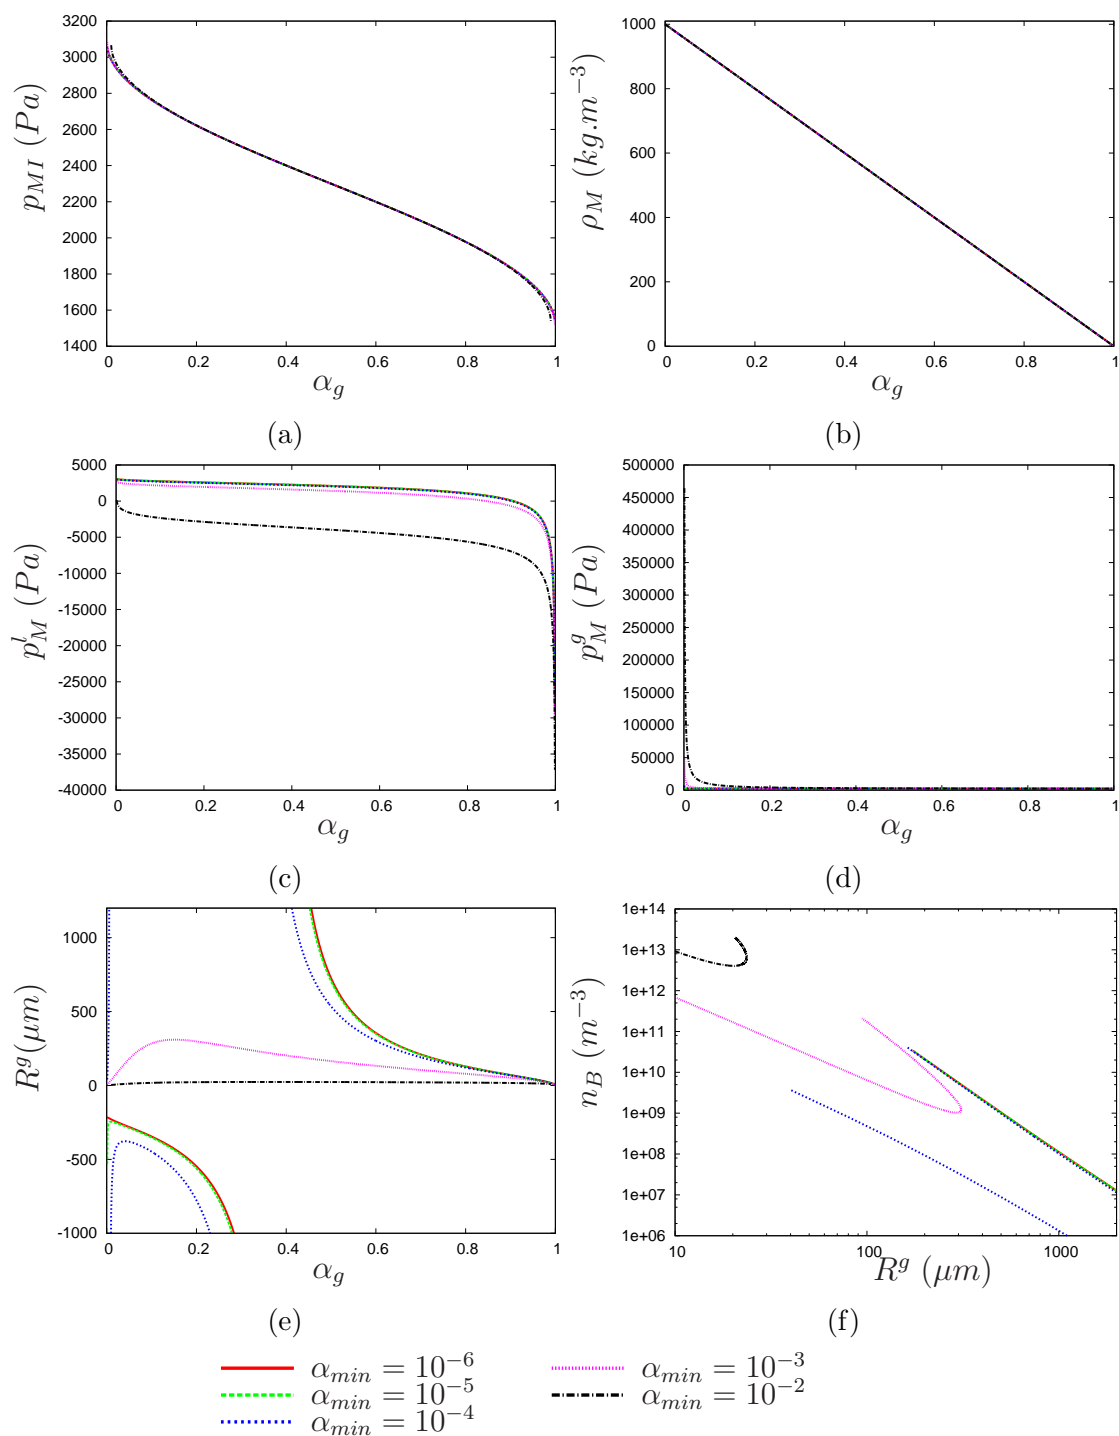 3200
3000
2800
2600
2400
2200
2000
1800
1600
1400
p_{MI} (Pa)
0 0.2 0.4 0.6 0.8 1
α_g
(a)
1000
800
600
400
200
0
ρ_M (kg.m^{−3})
0 0.2 0.4 0.6 0.8 1
α_g
(b)
5000
0
-5000
-10000
-15000
-20000
-25000
-30000
-35000
-40000
p^l_M (Pa)
0 0.2 0.4 0.6 0.8 1
α_g
(c)
500000
450000
400000
350000
300000
250000
200000
150000
100000
50000
0
p^g_M (Pa)
0 0.2 0.4 0.6 0.8 1
α_g
(d)
1000
500
0
-500
-1000
R^g(μm)
0 0.2 0.4 0.6 0.8 1
α_g
(e)
1e+14
1e+13
1e+12
1e+11
1e+10
1e+09
1e+08
1e+07
1e+06
n_B (m^{−3})
10 100 1000
R^g (μm)
(f)
α_{min} = 10^{−6}
α_{min} = 10^{−5}
α_{min} = 10^{−4}
α_{min} = 10^{−3}
α_{min} = 10^{−2}